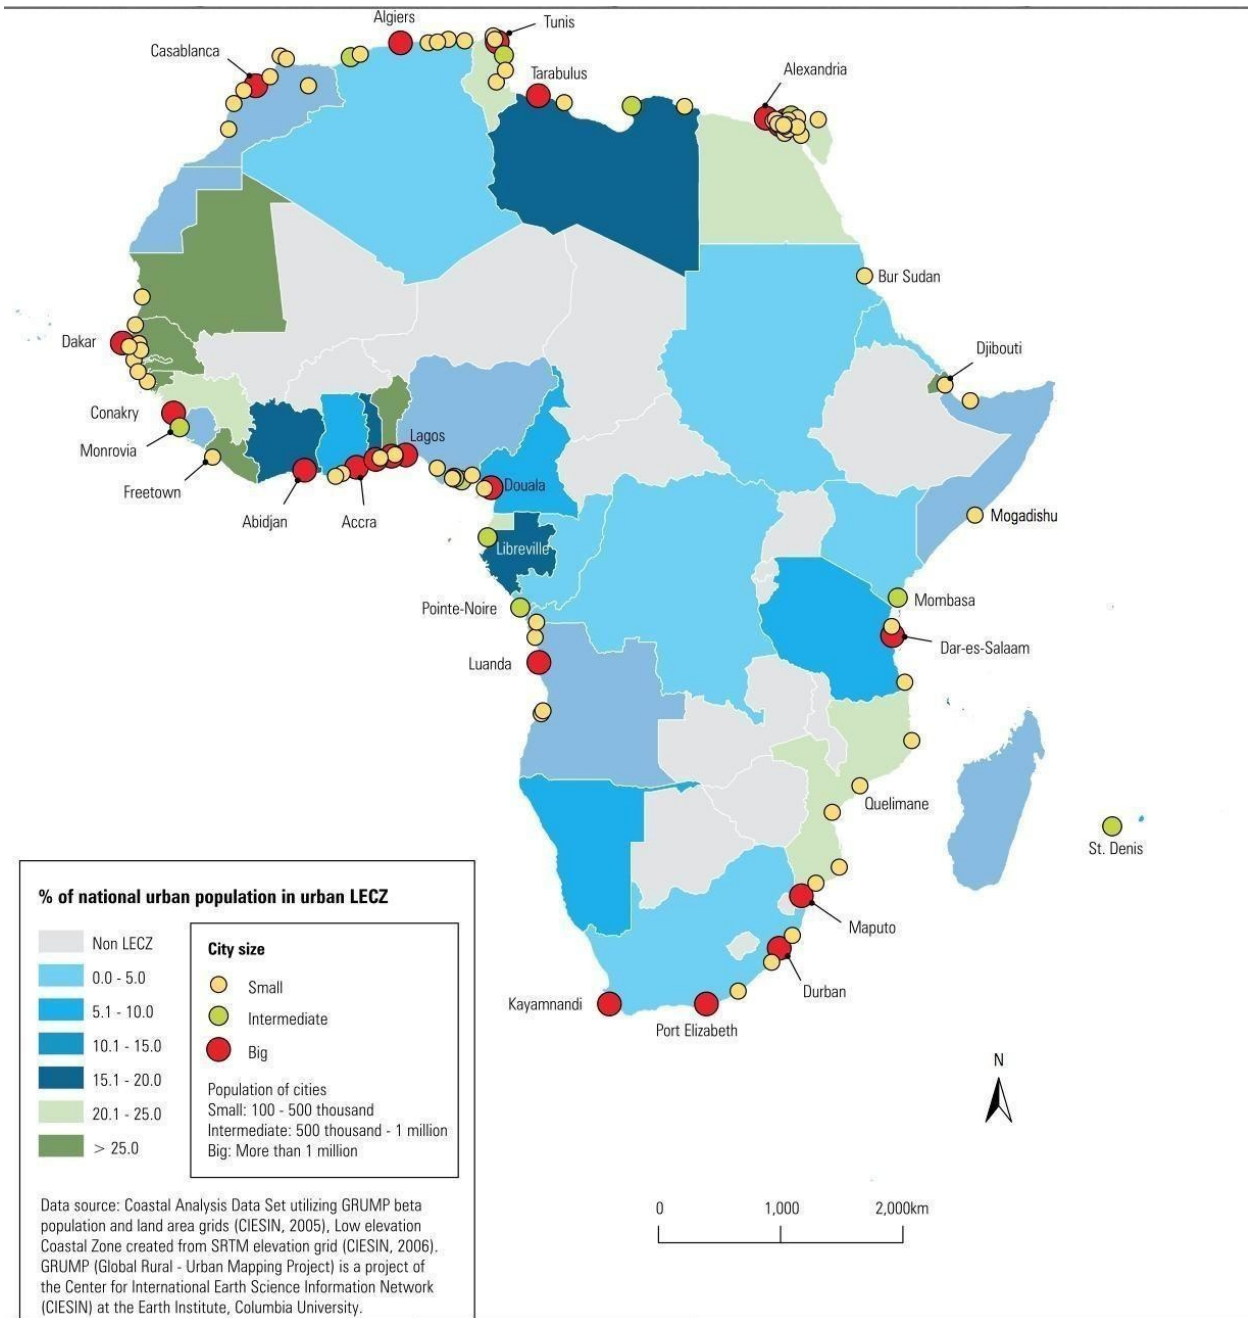 Algiers
Tunis
Casablanca
Tarabulus
Alexandria
Bur Sudan
Dakar
Djibouti
Conakry
Monrovia
Lagos
Freetown
Douala
Abidjan
Accra
Mogadishu
Libreville
Pointe-Noire
Mombasa
Dar-es-Salaam
Luanda
Quelimane
St. Denis
Maputo
Durban
Kayamnandi
Port Elizabeth
N
% of national urban population in urban LECZ
Non LECZ
0.0 - 5.0
5.1 - 10.0
10.1 - 15.0
15.1 - 20.0
20.1 - 25.0
> 25.0
City size
Small
Intermediate
Big
Population of cities
Small: 100 - 500 thousand
Intermediate: 500 thousand - 1 million
Big: More than 1 million
Data source: Coastal Analysis Data Set utilizing GRUMP beta
population and land area grids (CIESIN, 2005), Low elevation
Coastal Zone created from SRTM elevation grid (CIESIN, 2006).
GRUMP (Global Rural - Urban Mapping Project) is a project of
the Center for International Earth Science Information Network
(CIESIN) at the Earth Institute, Columbia University.
0 1,000 2,000km